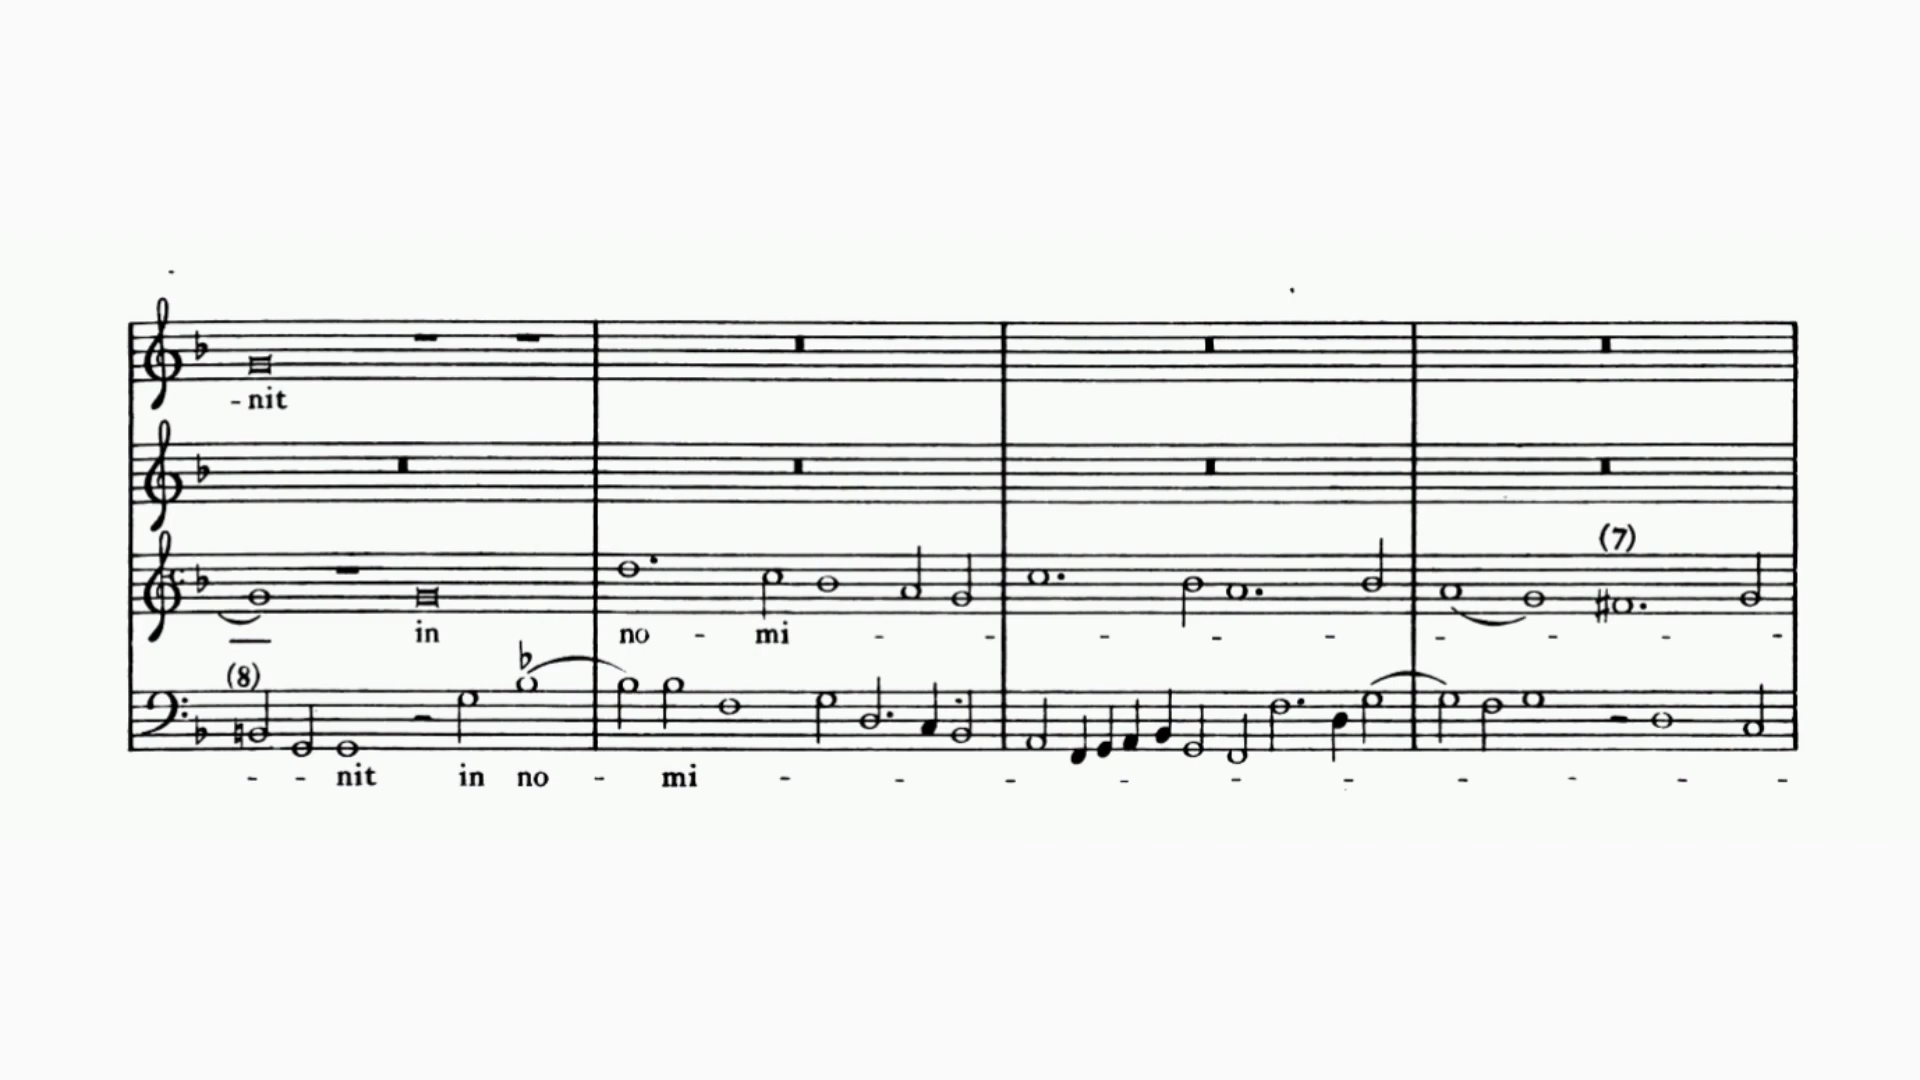 - nit
(7)
— in no - mi - - - - - - - - -
(8)
- - nit in no - mi - - - - - - - - - -